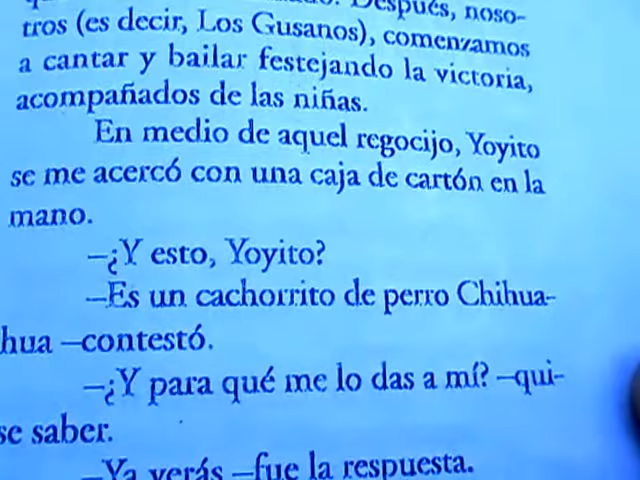 Después, noso-
tros (es decir, Los Gusanos), comenzamos
a cantar y bailar festejando la victoria,
acompañados de las niñas.
En medio de aquel regocijo, Yoyito
se me acercó con una caja de cartón en la
mano.
–¿Y esto, Yoyito?
–Es un cachorrito de perro Chihua-
hua –contestó.
–¿Y para qué me lo das a mí? –qui-
se saber.
–Ya verás –fue la respuesta.